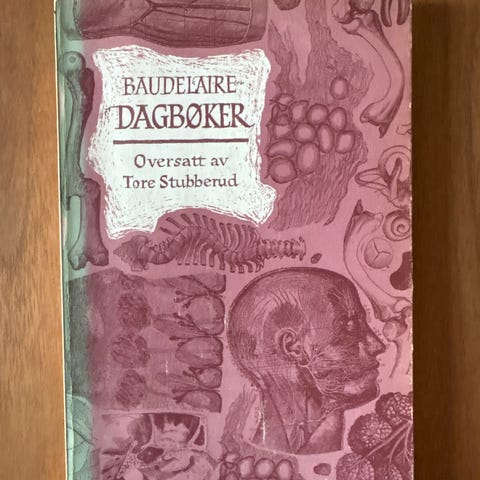 BAUDELAIRE
DAGBØKER
Oversatt av
Tore Stubberud